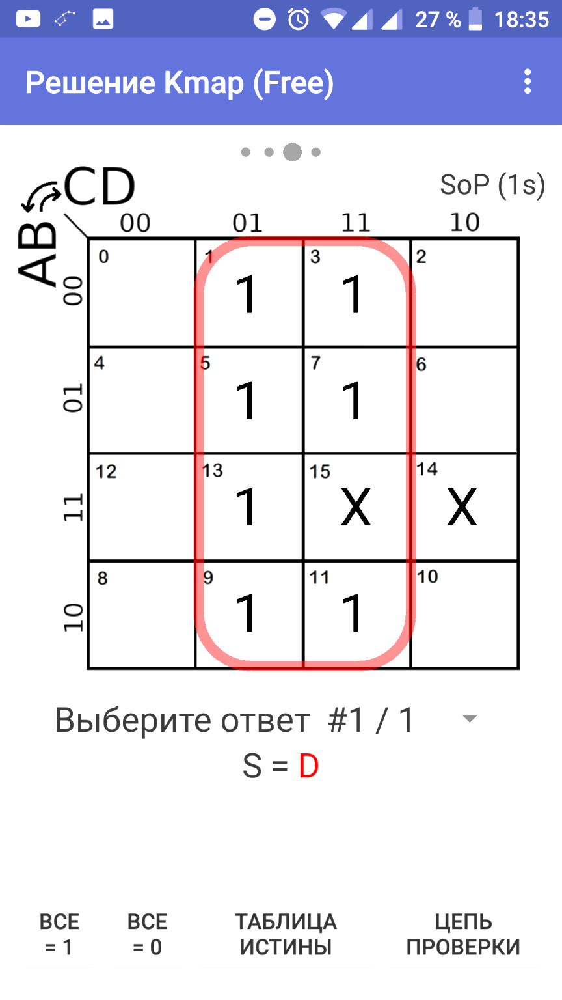 27 % 18:35
Решение Kmap (Free)
CD
SoP (1s)
AB
00 01 11 10
00
0 1 3 2
1 1
01
4 5 7 6
1 1
11
12 13 15 14
1 X X
10
8 9 11 10
1 1
Выберите ответ #1 / 1
S = D
ВСЕ = 1
ВСЕ = 0
ТАБЛИЦА ИСТИНЫ
ЦЕПЬ ПРОВЕРКИ